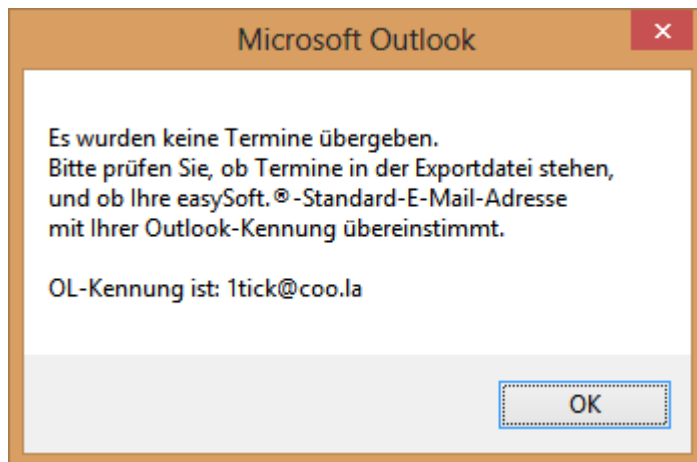 Microsoft Outlook
Es wurden keine Termine übergeben.
Bitte prüfen Sie, ob Termine in der Exportdatei stehen,
und ob Ihre easySoft.®-Standard-E-Mail-Adresse
mit Ihrer Outlook-Kennung übereinstimmt.
OL-Kennung ist: 1tick@coo.la
OK